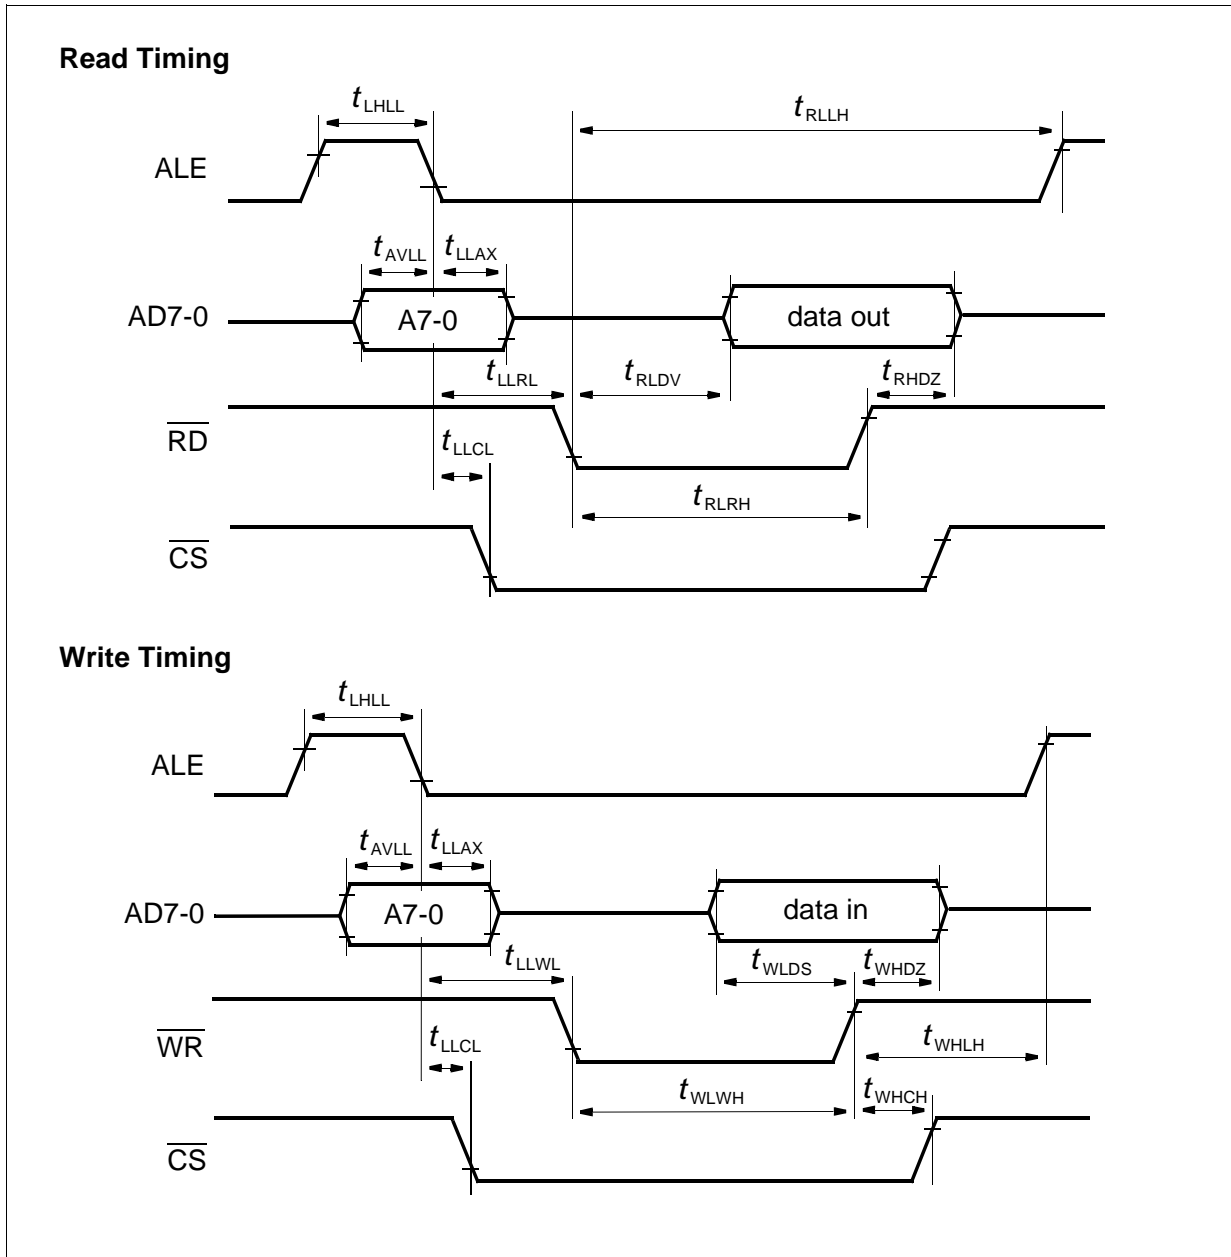 Read Timing
tLHLL
tRLLH
ALE
tAVLL tLLAX
AD7-0 A7-0 data out
tLLRL tRLDV tRHDZ
RD
tLLCL
tRLRH
CS
Write Timing
tLHLL
ALE
tAVLL tLLAX
AD7-0 A7-0 data in
tLLWL tWLDS tWHDZ
WR
tLLCL tWHLH
tWLWH tWHCH
CS